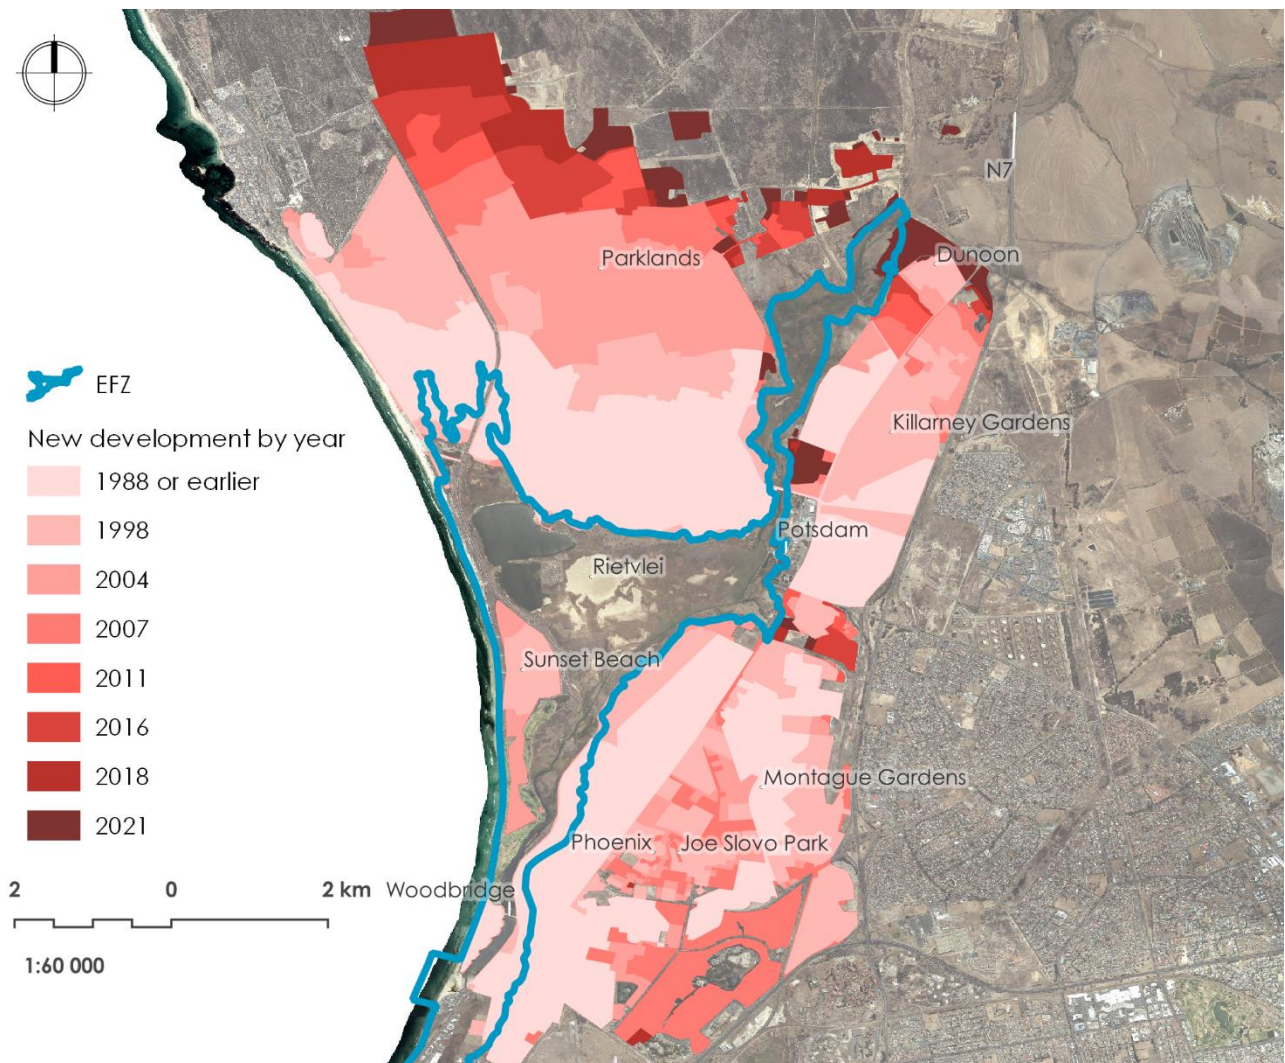 N7
Parklands
Dunoon
EFZ
New development by year
1988 or earlier
1998
2004
2007
2011
2016
2018
2021
Killarney Gardens
Potsdam
Rietvlei
Sunset Beach
Montague Gardens
Phoenix
Joe Slovo Park
Woodbridge
2 0 2 km
1:60 000